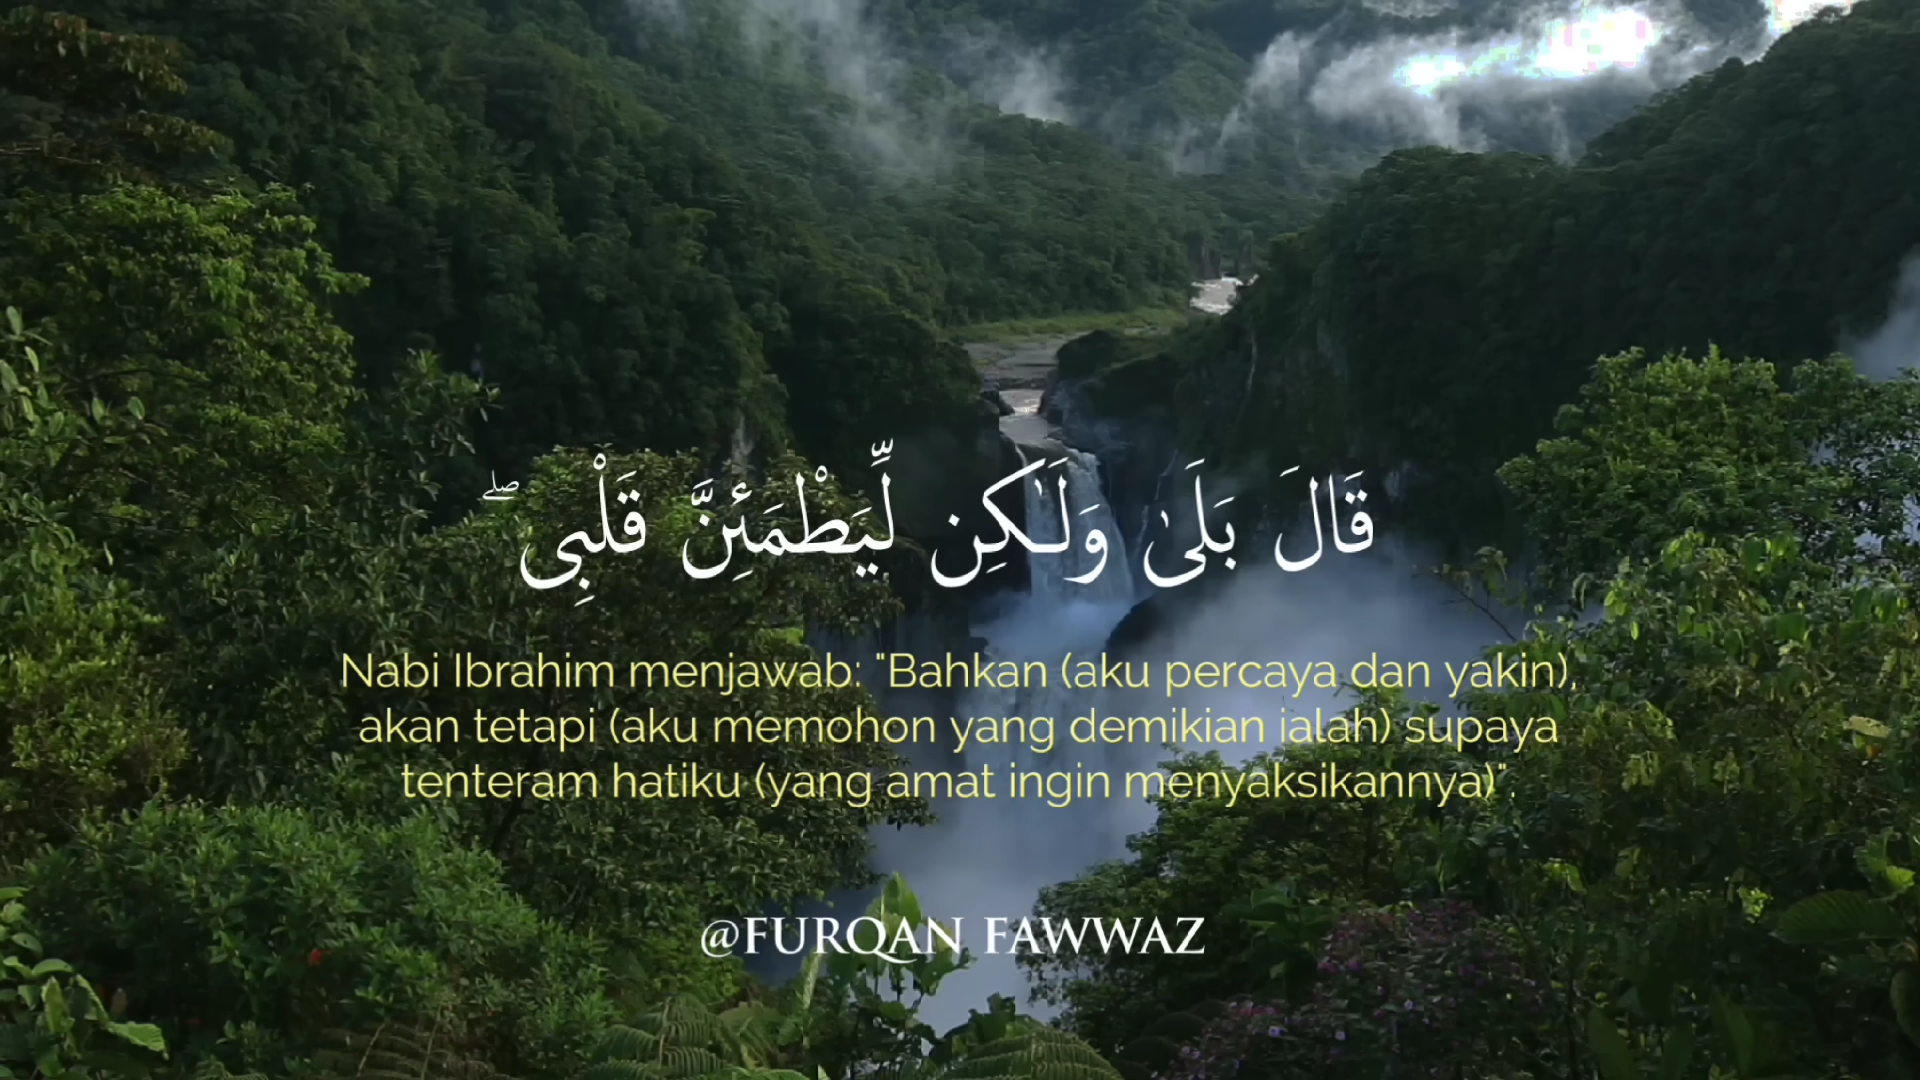 قَالَ بَلَىٰ وَلَـٰكِن لِّيَطْمَئِنَّ قَلْبِى ۖ
Nabi Ibrahim menjawab: "Bahkan (aku percaya dan yakin),
akan tetapi (aku memohon yang demikian ialah) supaya
tenteram hatiku (yang amat ingin menyaksikannya)".
@FURQAN FAWWAZ